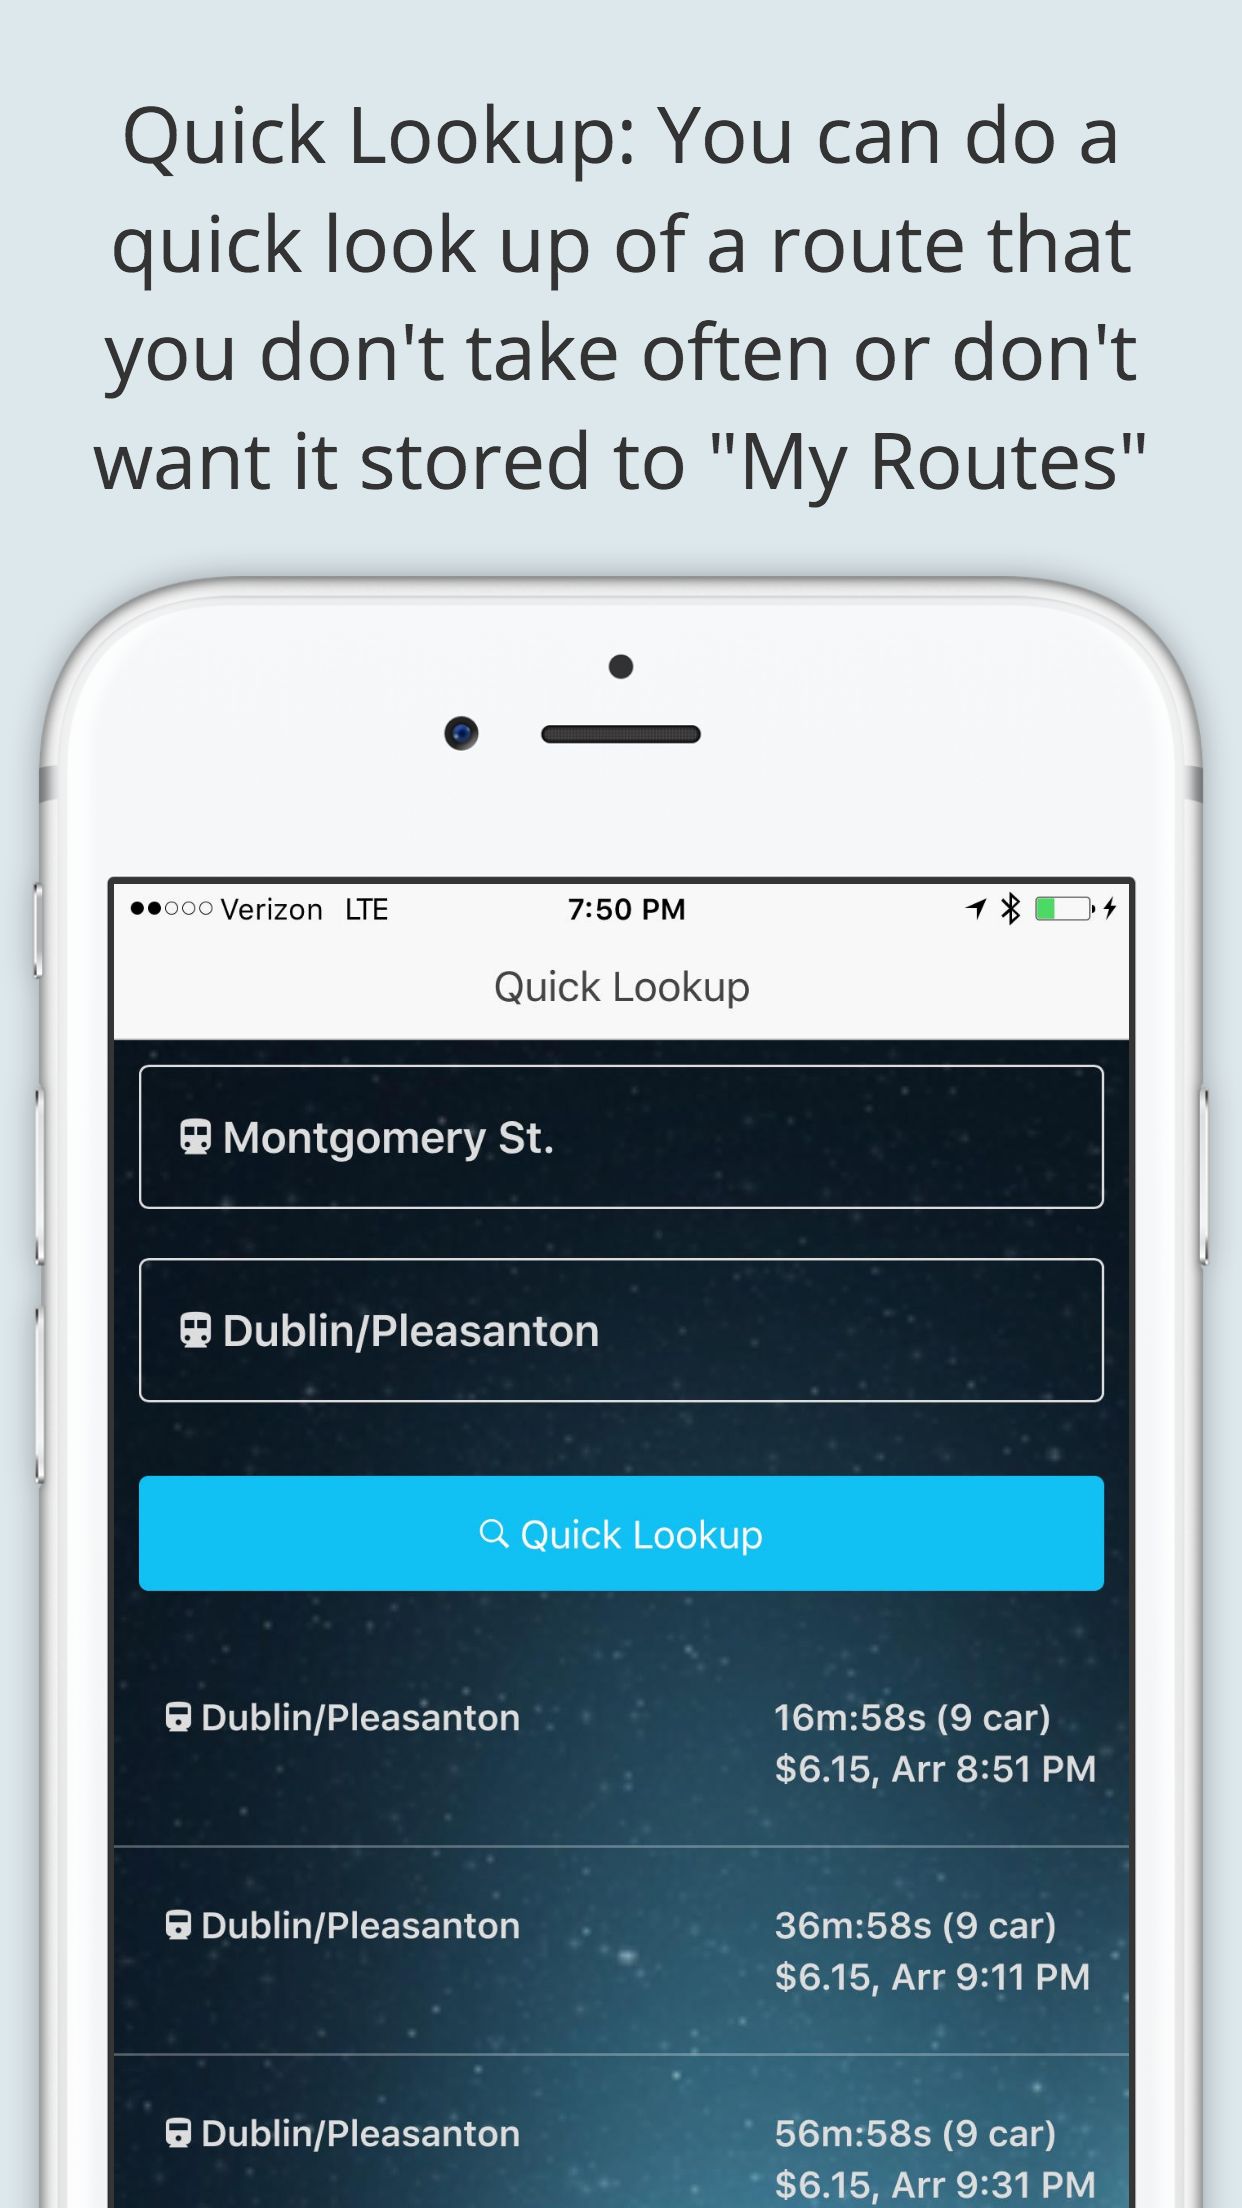 Quick Lookup: You can do a
quick look up of a route that
you don't take often or don't
want it stored to "My Routes"
Verizon LTE 7:50 PM
Quick Lookup
Montgomery St.
Dublin/Pleasanton
Quick Lookup
Dublin/Pleasanton 16m:58s (9 car)
$6.15, Arr 8:51 PM
Dublin/Pleasanton 36m:58s (9 car)
$6.15, Arr 9:11 PM
Dublin/Pleasanton 56m:58s (9 car)
$6.15, Arr 9:31 PM